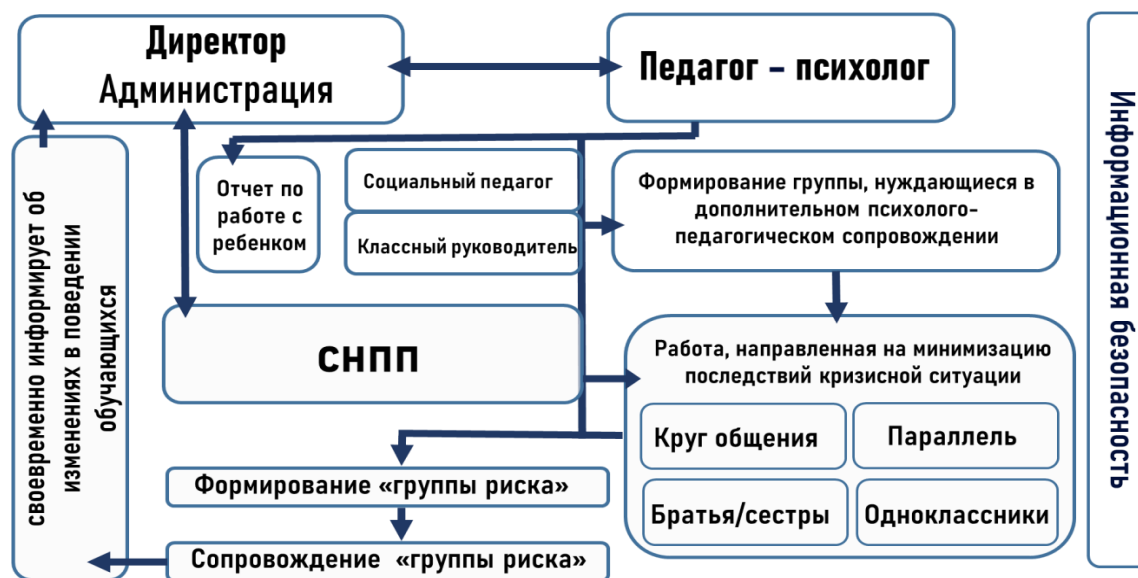 Директор
Администрация
Педагог – психолог
Отчет по
работе с
ребенком
Социальный педагог
Классный руководитель
Формирование группы, нуждающиеся в
дополнительном психолого-
педагогическом сопровождении
СНПП
Работа, направленная на минимизацию
последствий кризисной ситуации
Круг общения
Параллель
Братья/сестры
Одноклассники
Формирование «группы риска»
Сопровождение «группы риска»
своевременно информирует об
изменениях в поведении
обучающихся
Информационная безопасность